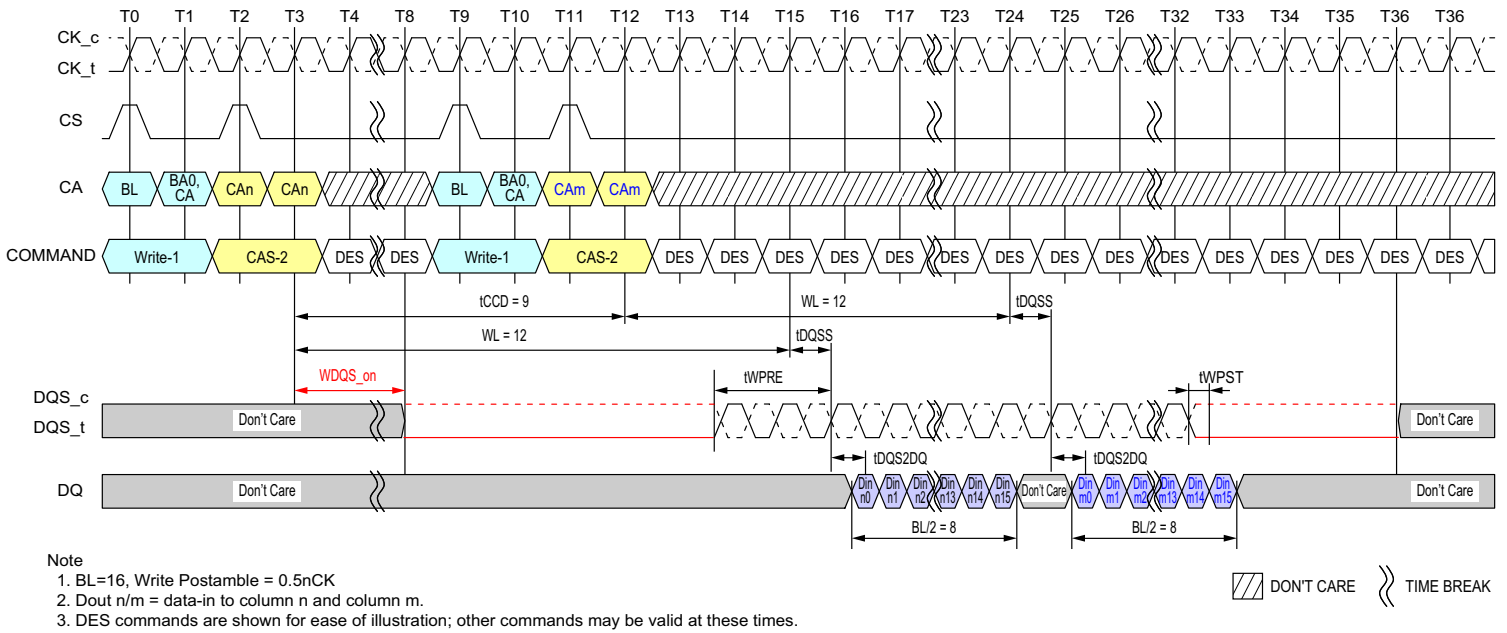 T0 T1 T2 T3 T4 T8 T9 T10 T11 T12 T13 T14 T15 T16 T17 T23 T24 T25 T26 T32 T33 T34 T35 T36 T36
CK_c
CK_t
CS
CA BL BA0, CA CAn CAn BL BA0, CA CAm CAm
COMMAND Write-1 CAS-2 DES DES Write-1 CAS-2 DES DES DES DES DES DES DES DES DES DES DES DES DES DES DES
tCCD = 9 WL = 12 tDQSS
WL = 12 tDQSS
WDQS_on tWPRE tWPST
DQS_c
DQS_t Don't Care Don't Care
tDQS2DQ tDQS2DQ
DQ Don't Care Din n0 Din n1 Din n2 Din n13 Din n14 Din n15 Don't Care Din m0 Din m1 Din m2 Din m13 Din m14 Din m15 Don't Care
BL/2 = 8 BL/2 = 8
Note
1. BL=16, Write Postamble = 0.5nCK
2. Dout n/m = data-in to column n and column m.
3. DES commands are shown for ease of illustration; other commands may be valid at these times.
DON'T CARE TIME BREAK